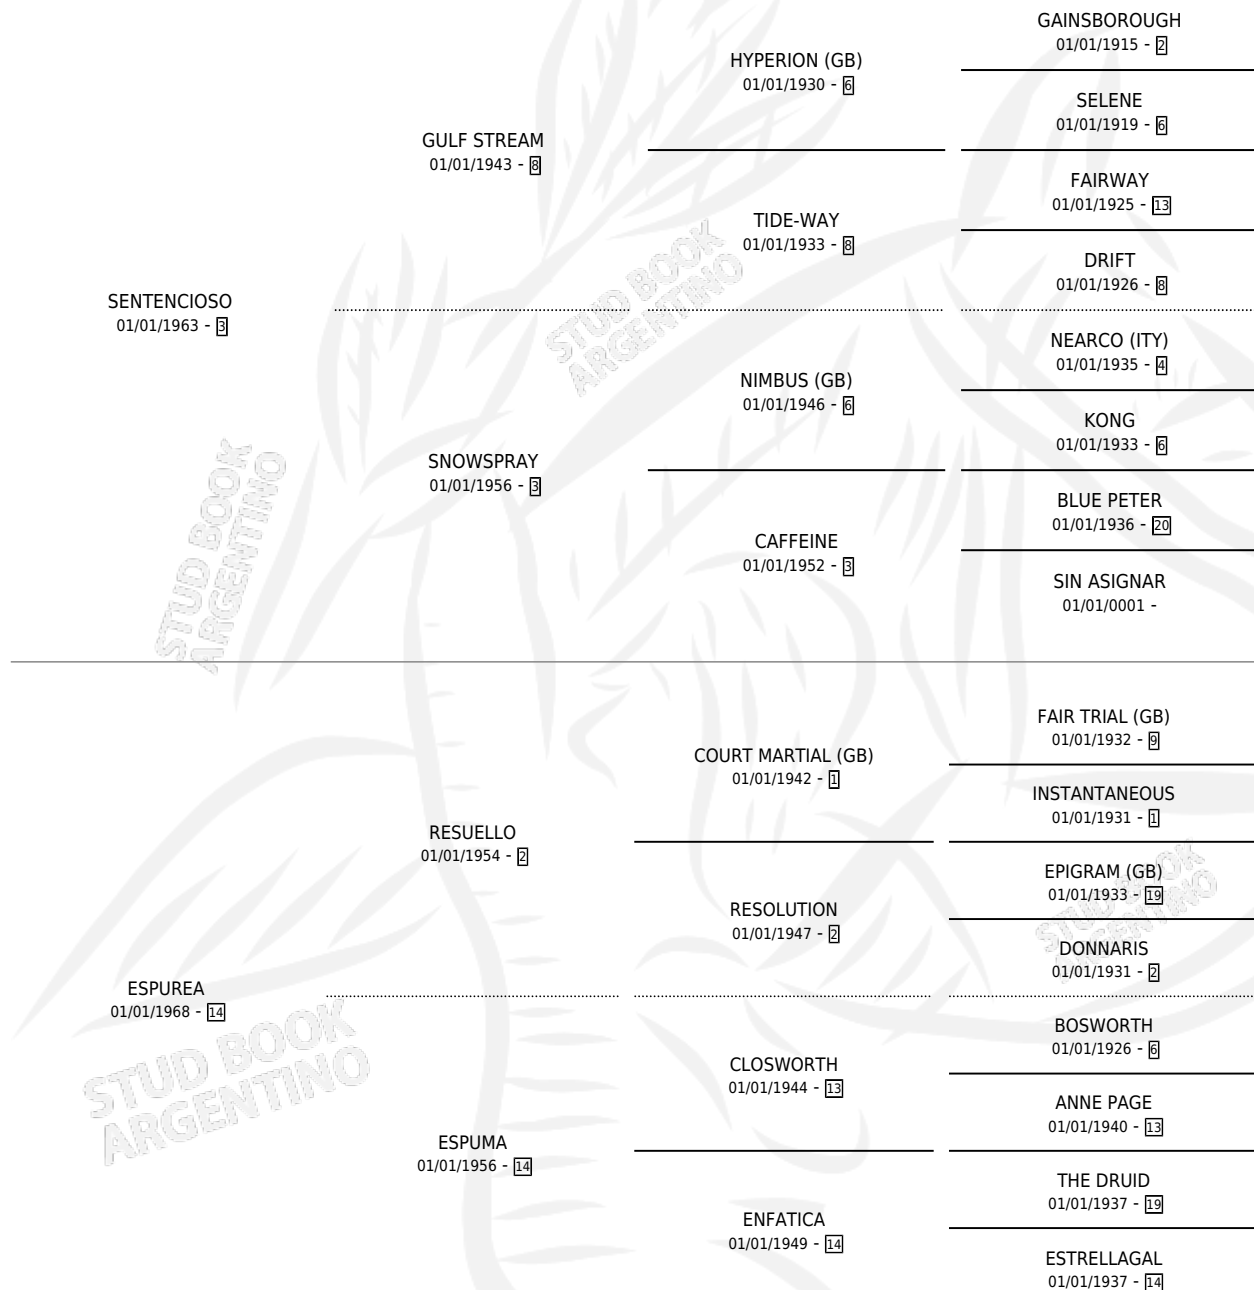 GAINSBOROUGH
01/01/1915 - 2
HYPERION (GB)
01/01/1930 - 6
SELENE
01/01/1919 - 6
GULF STREAM
01/01/1943 - 8
FAIRWAY
01/01/1925 - 13
TIDE-WAY
01/01/1933 - 8
DRIFT
01/01/1926 - 8
SENTENCIOSO
01/01/1963 - 3
NEARCO (ITY)
01/01/1935 - 4
NIMBUS (GB)
01/01/1946 - 6
KONG
01/01/1933 - 6
SNOWSPRAY
01/01/1956 - 3
BLUE PETER
01/01/1936 - 20
CAFFEINE
01/01/1952 - 3
SIN ASIGNAR
01/01/0001 -
FAIR TRIAL (GB)
01/01/1932 - 9
COURT MARTIAL (GB)
01/01/1942 - 1
INSTANTANEOUS
01/01/1931 - 1
RESUELLO
01/01/1954 - 2
EPIGRAM (GB)
01/01/1933 - 19
RESOLUTION
01/01/1947 - 2
DONNARIS
01/01/1931 - 2
ESPUREA
01/01/1968 - 14
BOSWORTH
01/01/1926 - 6
CLOSWORTH
01/01/1944 - 13
ANNE PAGE
01/01/1940 - 13
ESPUMA
01/01/1956 - 14
THE DRUID
01/01/1937 - 19
ENFATICA
01/01/1949 - 14
ESTRELLAGAL
01/01/1937 - 14
STUD BOOK
ARGENTINO
STUD BOOK
ARGENTINO
STUD BOOK
ARGENTINO
STUD BOOK
ARGENTINO